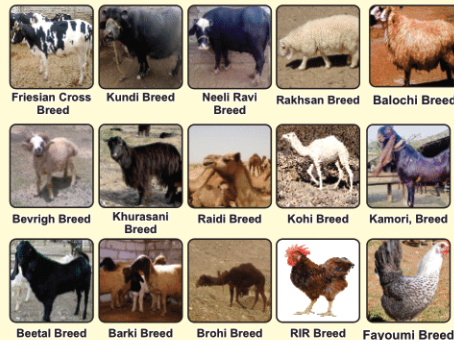 Friesian Cross
Breed
Kundi Breed
Neeli Ravi
Breed
Rakhsan Breed
Balochi Breed
Bevrigh Breed
Khurasani
Breed
Raidi Breed
Kohi Breed
Kamori, Breed
Beetal Breed
Barki Breed
Brohi Breed
RIR Breed
Fayoumi Breed